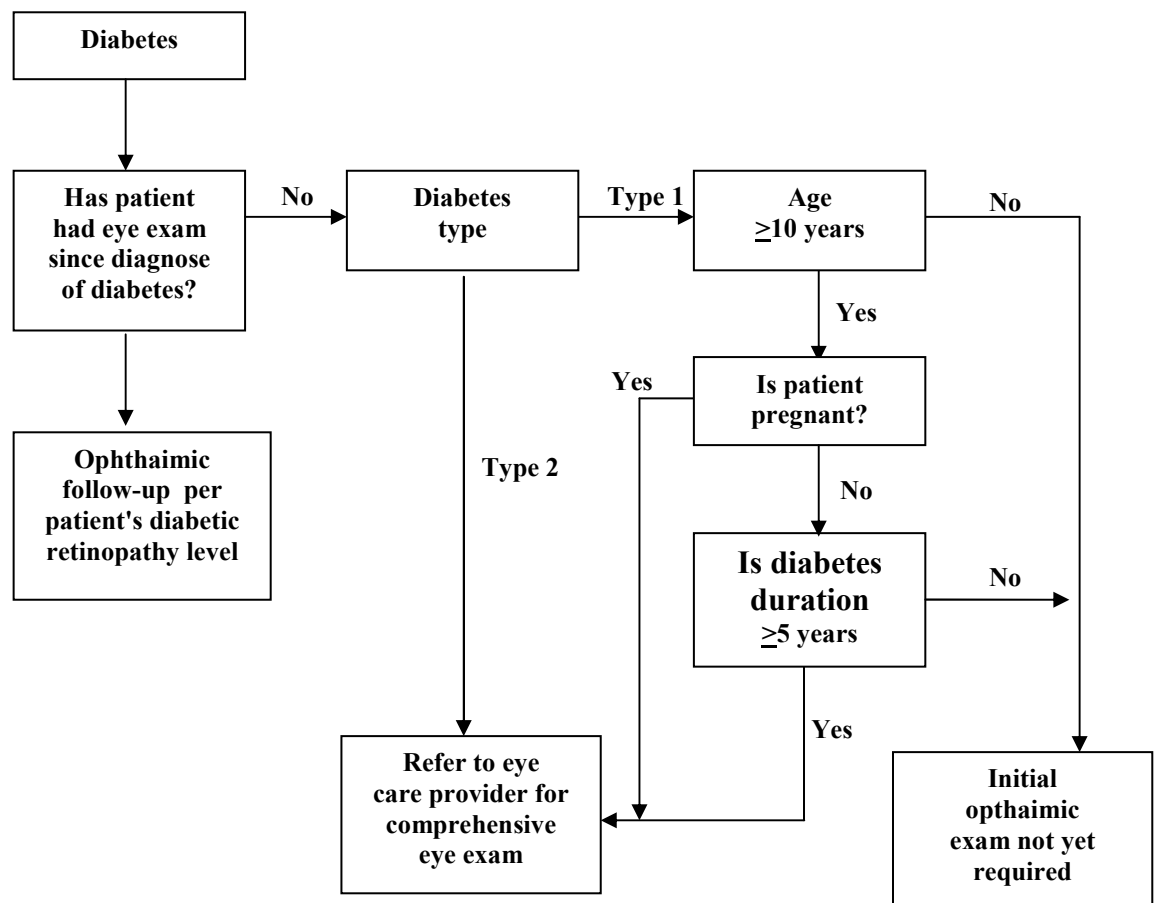 Diabetes
Has patient
had eye exam
since diagnose
of diabetes?
No
Diabetes
type
Type 1
Age
≥10 years
No
Yes
Is patient
pregnant?
Yes
No
Type 2
Ophthaimic
follow-up per
patient's diabetic
retinopathy level
Is diabetes
duration
≥5 years
No
Yes
Refer to eye
care provider for
comprehensive
eye exam
Initial
opthaimic
exam not yet
required